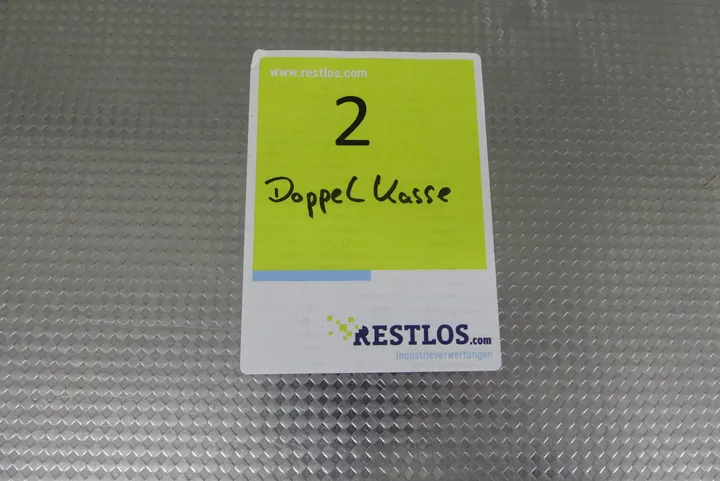 www.restlos.com
2
Doppel Kasse
RESTLOS.com
Industrieverwertungen